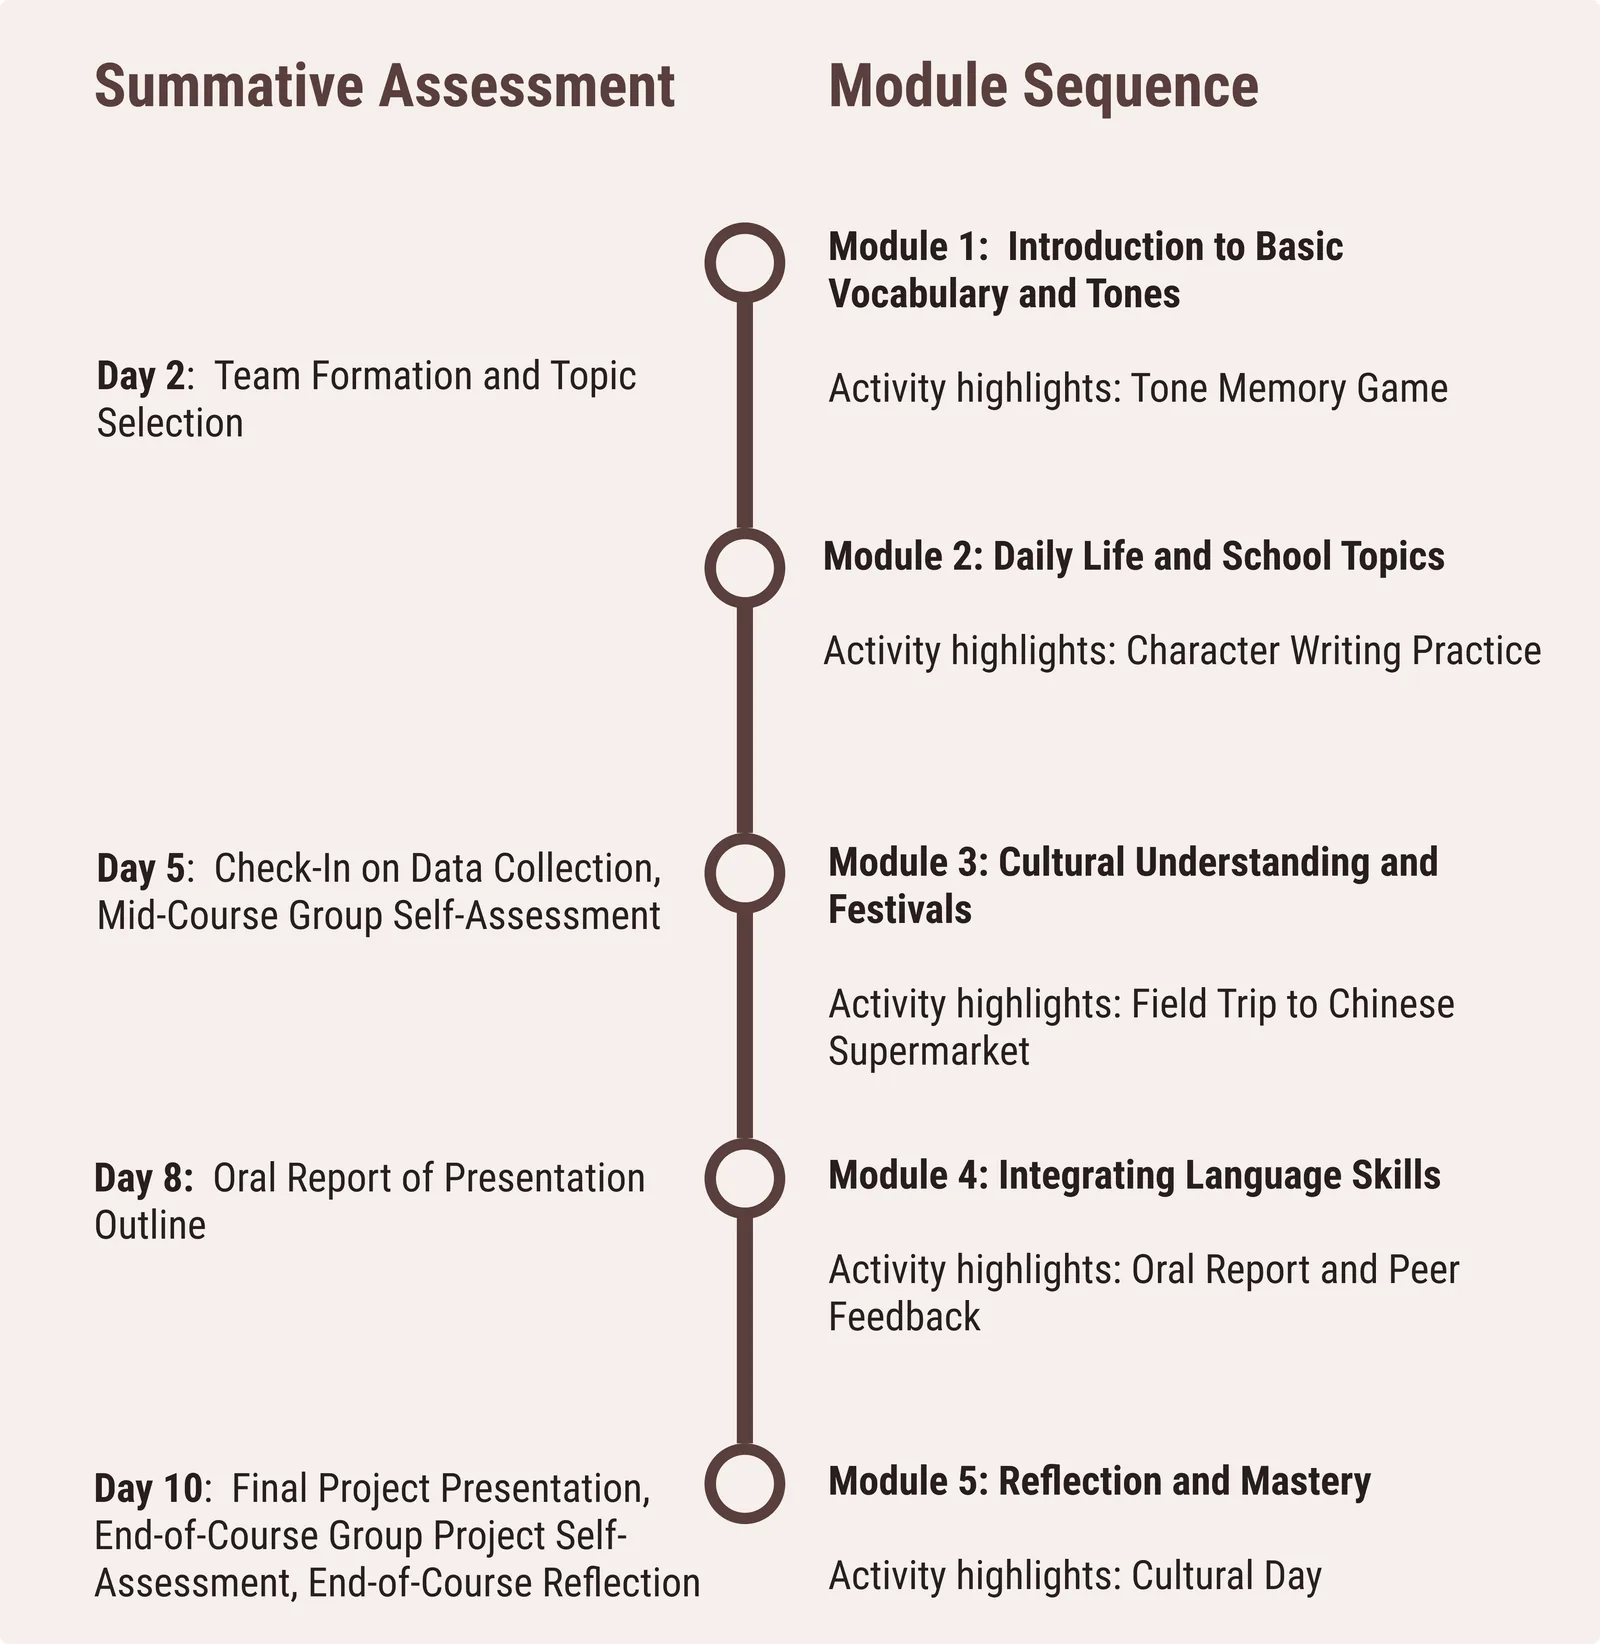 Summative Assessment
Module Sequence
Module 1:  Introduction to Basic
Vocabulary and Tones
Activity highlights: Tone Memory Game
Day 2:  Team Formation and Topic
Selection
Module 2: Daily Life and School Topics
Activity highlights: Character Writing Practice
Day 5:  Check-In on Data Collection,
Mid-Course Group Self-Assessment
Module 3: Cultural Understanding and
Festivals
Activity highlights: Field Trip to Chinese
Supermarket
Day 8:  Oral Report of Presentation
Outline
Module 4: Integrating Language Skills
Activity highlights: Oral Report and Peer
Feedback
Day 10:  Final Project Presentation,
End-of-Course Group Project Self-
Assessment, End-of-Course Reflection
Module 5: Reflection and Mastery
Activity highlights: Cultural Day